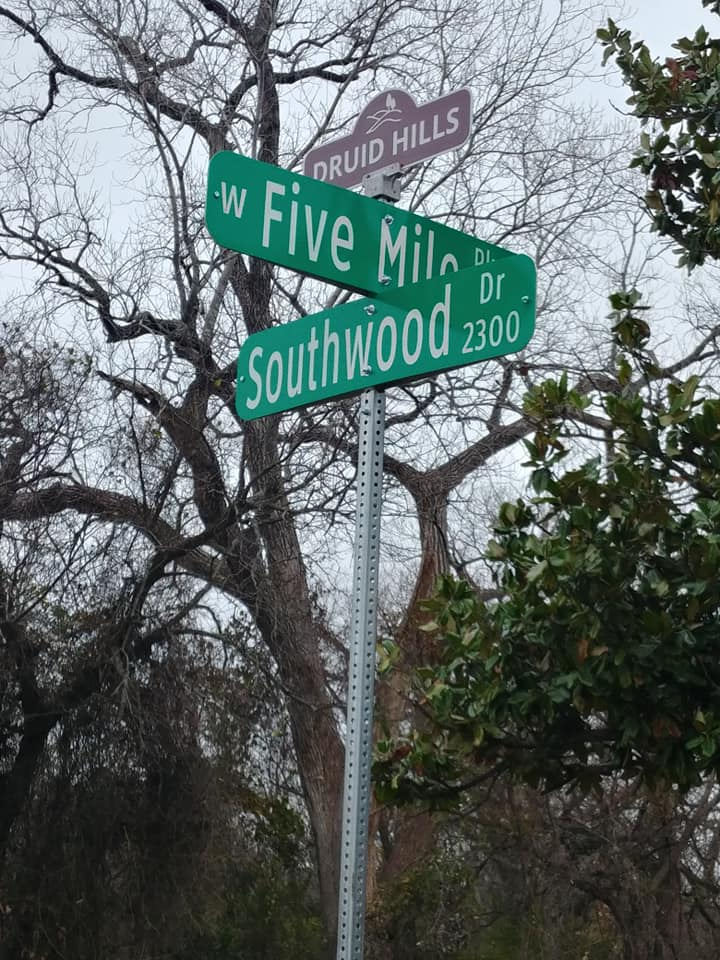 DRUID HILLS
W Five Mile
Southwood Dr
2300